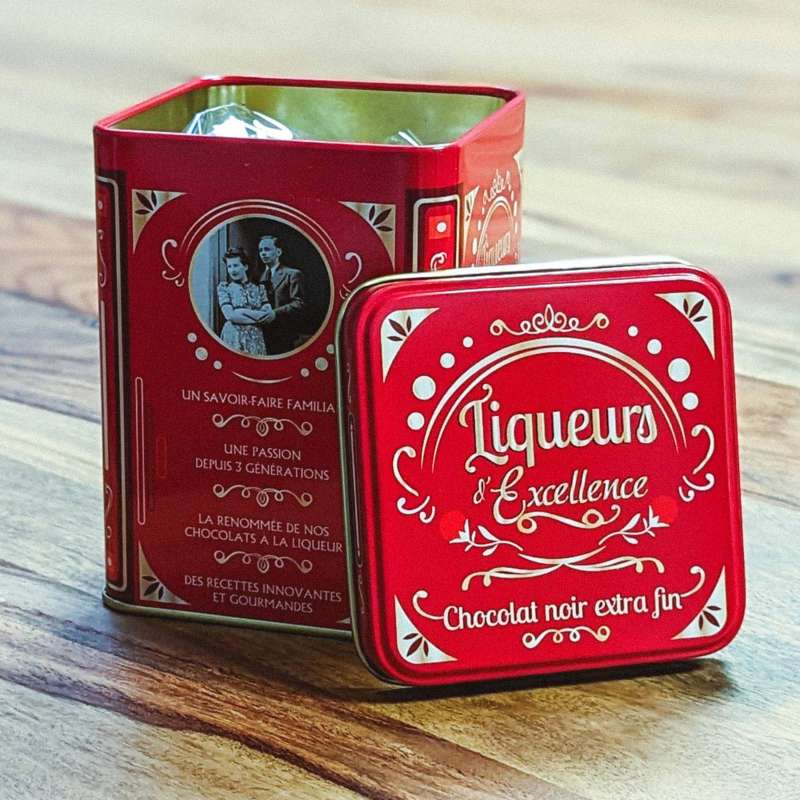 UN SAVOIR-FAIRE FAMILIA
UNE PASSION
DEPUIS 3 GÉNÉRATIONS
LA RENOMMÉE DE NOS
CHOCOLATS À LA LIQUEUR
DES RECETTES INNOVANTES
ET GOURMANDES
Liqueurs
Liqueurs
d'Excellence
Chocolat noir extra fin